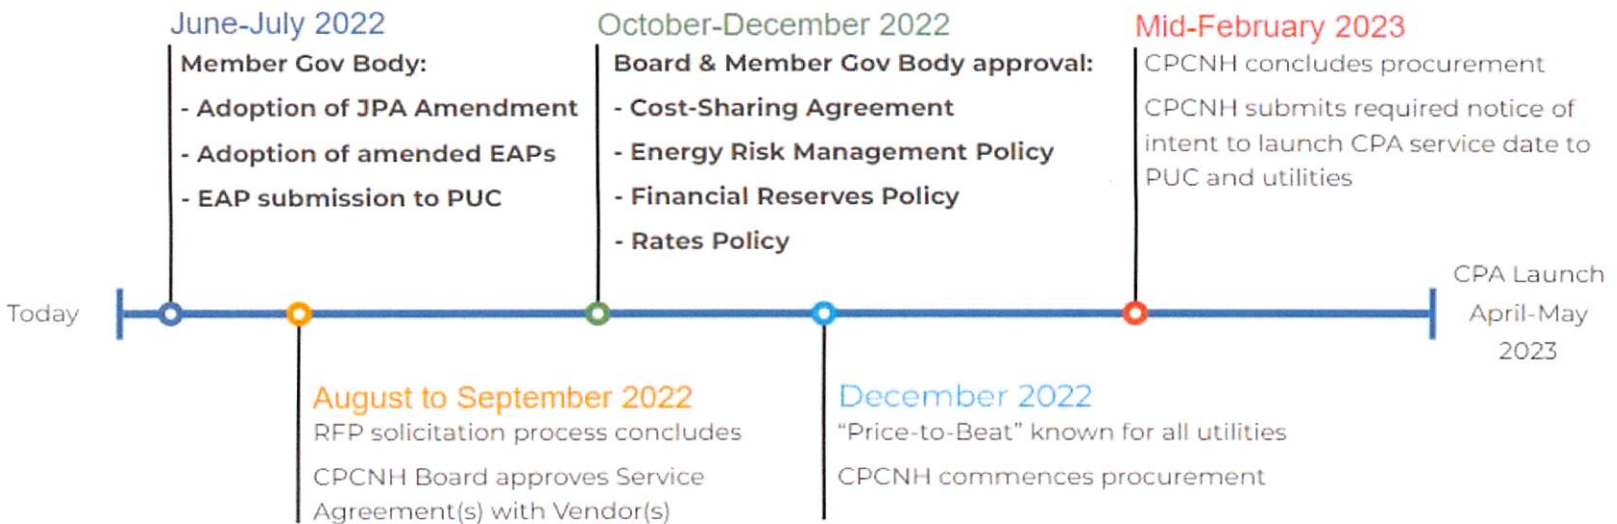 June-July 2022
Member Gov Body:
- Adoption of JPA Amendment
- Adoption of amended EAPs
- EAP submission to PUC
October-December 2022
Board & Member Gov Body approval:
- Cost-Sharing Agreement
- Energy Risk Management Policy
- Financial Reserves Policy
- Rates Policy
Mid-February 2023
CPCNH concludes procurement
CPCNH submits required notice of
intent to launch CPA service date to
PUC and utilities
Today
CPA Launch
April-May
2023
August to September 2022
RFP solicitation process concludes
CPCNH Board approves Service
Agreement(s) with Vendor(s)
December 2022
“Price-to-Beat” known for all utilities
CPCNH commences procurement